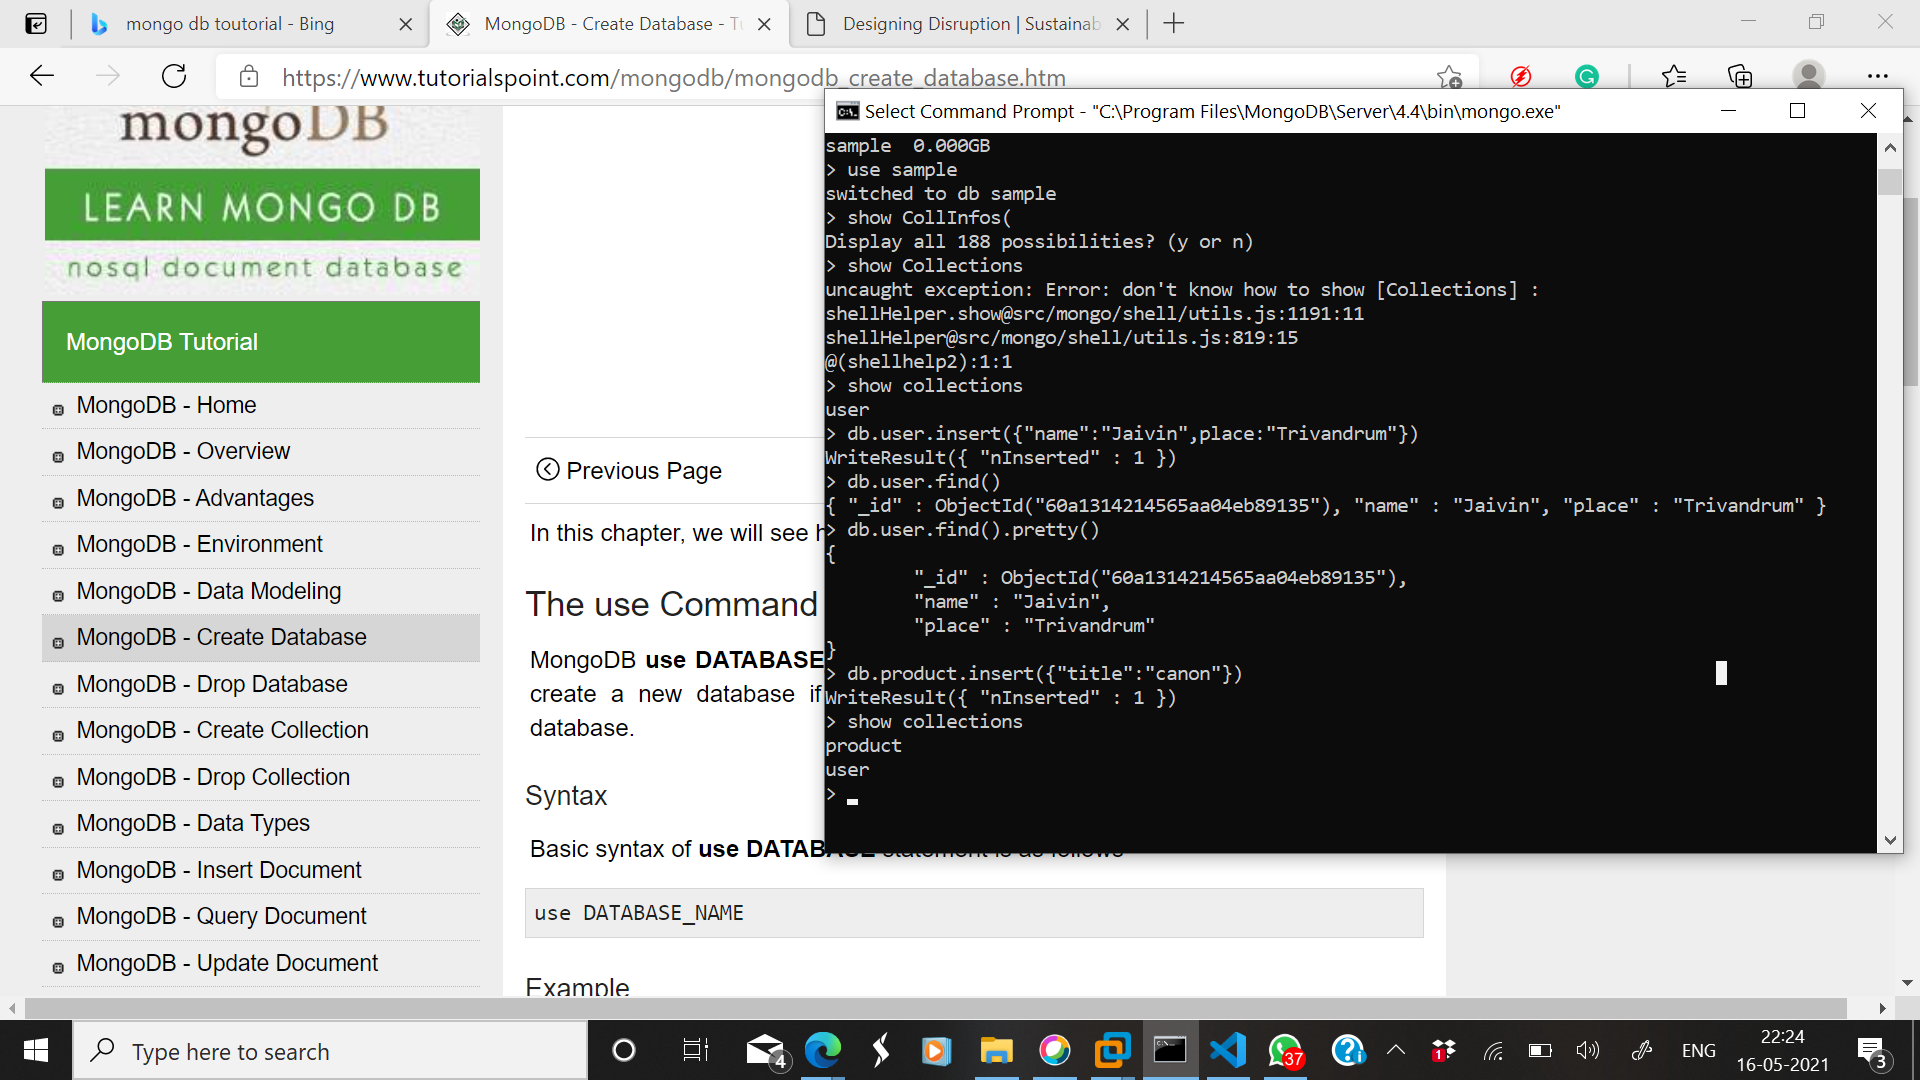 mongo db toutorial - Bing
MongoDB - Create Database - Tu
Designing Disruption | Sustainab
https://www.tutorialspoint.com/mongodb/mongodb_create_database.htm
mongoDB
LEARN MONGO DB
nosql document database
MongoDB Tutorial
MongoDB - Home
MongoDB - Overview
MongoDB - Advantages
MongoDB - Environment
MongoDB - Data Modeling
MongoDB - Create Database
MongoDB - Drop Database
MongoDB - Create Collection
MongoDB - Drop Collection
MongoDB - Data Types
MongoDB - Insert Document
MongoDB - Query Document
MongoDB - Update Document
Previous Page
In this chapter, we will see h
The use Command
MongoDB use DATABASE
create a new database if
database.
Syntax
Basic syntax of use DATABASE statement is as follows
use DATABASE_NAME
Example
Select Command Prompt - "C:\Program Files\MongoDB\Server\4.4\bin\mongo.exe"
sample  0.000GB
> use sample
switched to db sample
> show CollInfos(
Display all 188 possibilities? (y or n)
> show Collections
uncaught exception: Error: don't know how to show [Collections] :
shellHelper.show@src/mongo/shell/utils.js:1191:11
shellHelper@src/mongo/shell/utils.js:819:15
@(shellhelp2):1:1
> show collections
user
> db.user.insert({"name":"Jaivin",place:"Trivandrum"})
WriteResult({ "nInserted" : 1 })
> db.user.find()
{ "_id" : ObjectId("60a1314214565aa04eb89135"), "name" : "Jaivin", "place" : "Trivandrum" }
> db.user.find().pretty()
{
"_id" : ObjectId("60a1314214565aa04eb89135"),
"name" : "Jaivin",
"place" : "Trivandrum"
}
> db.product.insert({"title":"canon"})
WriteResult({ "nInserted" : 1 })
> show collections
product
user
>
Type here to search
4
37
1
ENG
22:24
16-05-2021
3